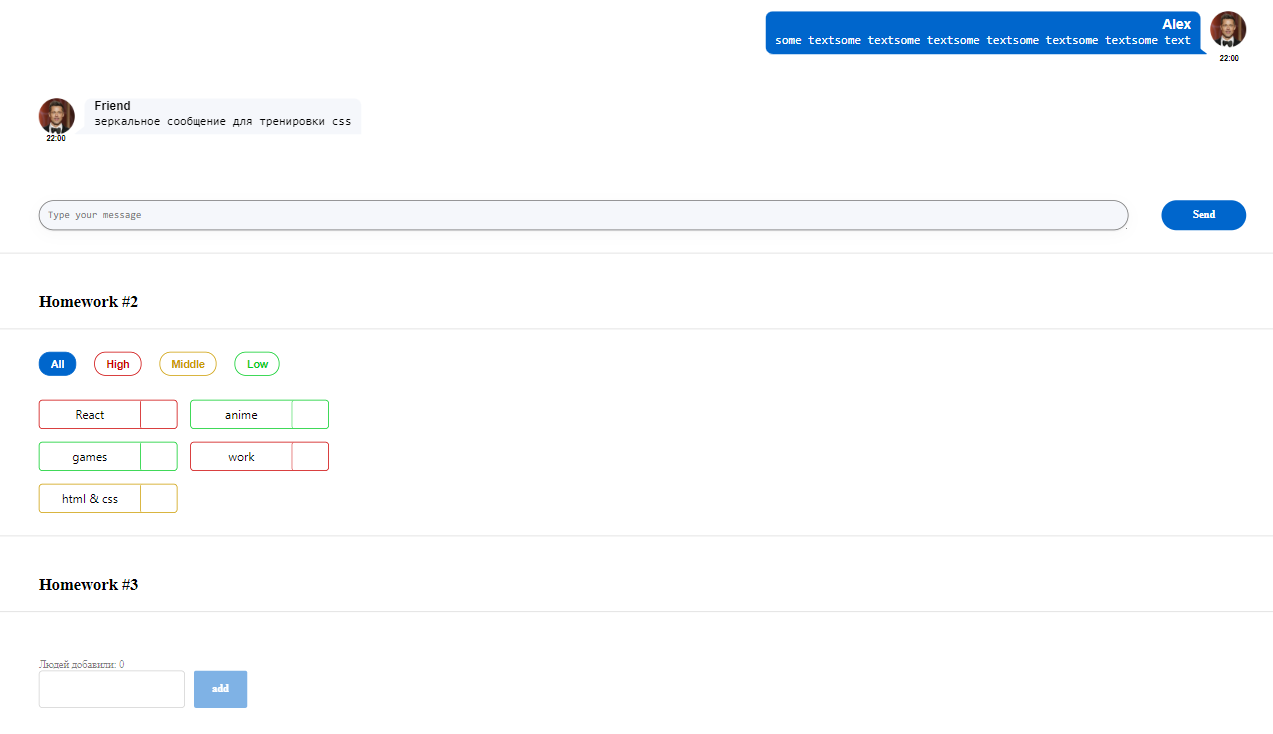 Alex
some textsome textsome textsome textsome textsome textsome text
22:00
Friend
зеркальное сообщение для тренировки css
22:00
Type your message
Send
Homework #2
All High Middle Low
React anime
games work
html & css
Homework #3
Людей добавили: 0
add